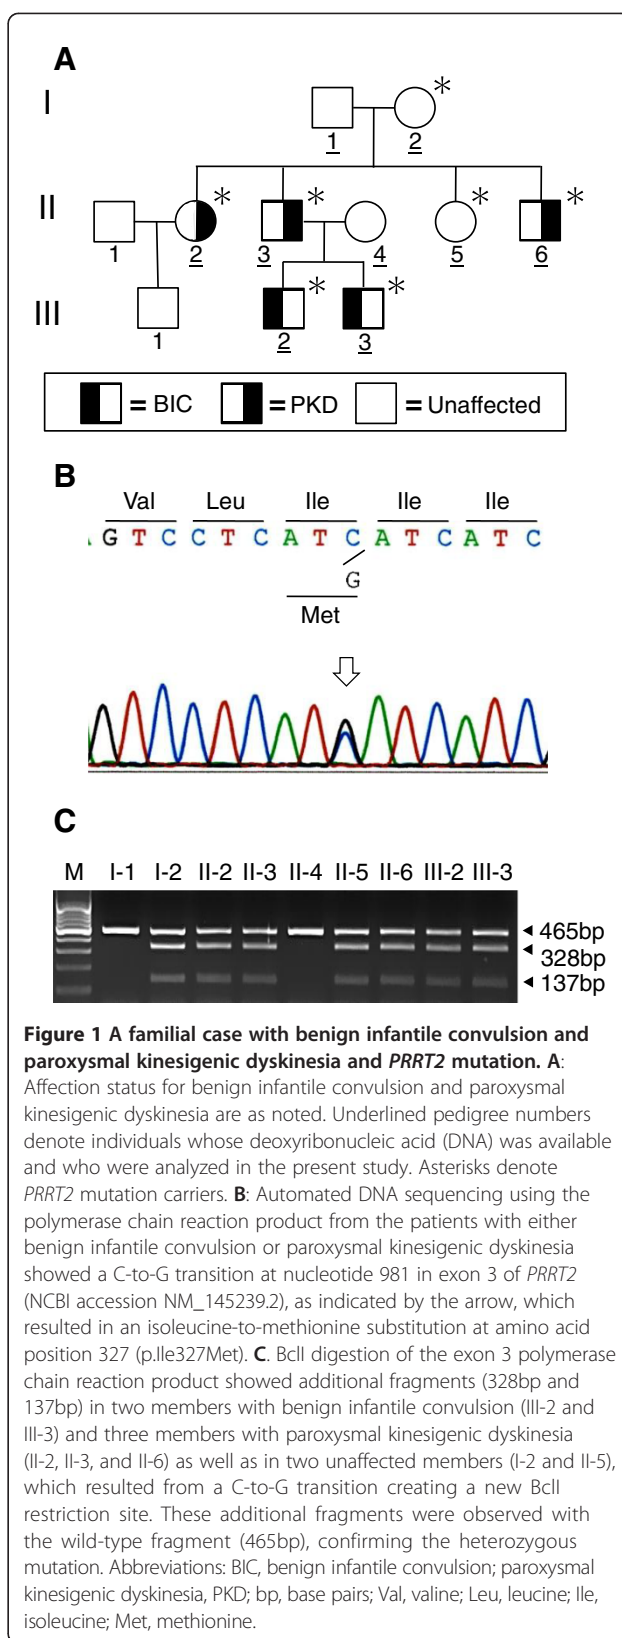 A
I
*
1 2
II
* * * *
1 2 3 4 5 6
III
* *
1 2 3
= BIC = PKD = Unaffected
B
Val Leu Ile Ile Ile
G T C C T C A T C A T C A T C
G
Met
C
M I-1 I-2 II-2 II-3 II-4 II-5 II-6 III-2 III-3
465bp
328bp
137bp
Figure 1 A familial case with benign infantile convulsion and
paroxysmal kinesigenic dyskinesia and PRRT2 mutation. A:
Affection status for benign infantile convulsion and paroxysmal
kinesigenic dyskinesia are as noted. Underlined pedigree numbers
denote individuals whose deoxyribonucleic acid (DNA) was available
and who were analyzed in the present study. Asterisks denote
PRRT2 mutation carriers. B: Automated DNA sequencing using the
polymerase chain reaction product from the patients with either
benign infantile convulsion or paroxysmal kinesigenic dyskinesia
showed a C-to-G transition at nucleotide 981 in exon 3 of PRRT2
(NCBI accession NM_145239.2), as indicated by the arrow, which
resulted in an isoleucine-to-methionine substitution at amino acid
position 327 (p.Ile327Met). C. BclI digestion of the exon 3 polymerase
chain reaction product showed additional fragments (328bp and
137bp) in two members with benign infantile convulsion (III-2 and
III-3) and three members with paroxysmal kinesigenic dyskinesia
(II-2, II-3, and II-6) as well as in two unaffected members (I-2 and II-5),
which resulted from a C-to-G transition creating a new BclI
restriction site. These additional fragments were observed with
the wild-type fragment (465bp), confirming the heterozygous
mutation. Abbreviations: BIC, benign infantile convulsion; paroxysmal
kinesigenic dyskinesia, PKD; bp, base pairs; Val, valine; Leu, leucine; Ile,
isoleucine; Met, methionine.